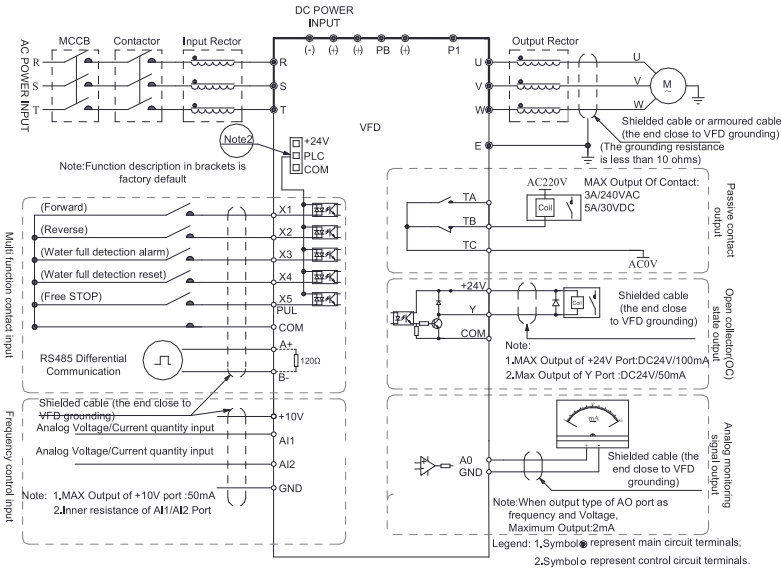 DC POWER
INPUT
(-) (+) (+) PB (+) P1
AC POWER INPUT
MCCB Contactor Input Rector
R R
S S
T T
VFD
Output Rector
U U
V V
W W
M
~
E
Shielded cable or armoured cable
(the end close to VFD grounding)
(The grounding resistance
is less than 10 ohms)
Note2
+24V
PLC
COM
Note:Function description in brackets is
factory default
Multi function contact input
(Forward) X1
(Reverse) X2
(Water full detection alarm) X3
(Water full detection reset) X4
(Free STOP) X5
PUL
COM
RS485 Differential
Communication
A+
120Ω
B-
Shielded cable (the end close to
VFD grounding)
Frequency control input
+10V
Analog Voltage/Current quantity input
AI1
Analog Voltage/Current quantity input
AI2
GND
Note: 1.MAX Output of +10V port :50mA
2.Inner resistance of AI1/AI2 Port
Passive contact
output
TA
TB
TC
AC220V
Coil
MAX Output Of Contact:
3A/240VAC
5A/30VDC
AC0V
Open collector(OC)
state output
+24V
Y
COM
Coil
Shielded cable
(the end close
to VFD grounding)
Note:
1.MAX Output of +24V Port:DC24V/100mA
2.Max Output of Y Port :DC24V/50mA
Analog monitoring
signal output
mA
+ -
A0
GND
Shielded cable (the
end close to VFD
grounding)
Note:When output type of AO port as
frequency and Voltage,
Maximum Output:2mA
Legend: 1.Symbol represent main circuit terminals;
2.Symbol represent control circuit terminals.